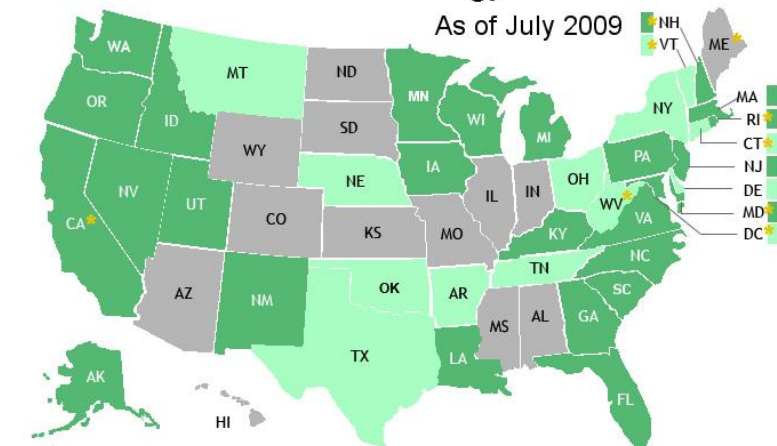 As of July 2009
NH
VT
WA
ME
MT
ND
MN
OR
ID
SD
WI
MI
NY
MA
RI
CT
NJ
DE
MD
DC
WY
IA
PA
NE
IL
IN
OH
WV
VA
NV
UT
CO
KS
MO
KY
CA
NC
TN
SC
AZ
NM
OK
AR
MS
AL
GA
TX
LA
AK
FL
HI